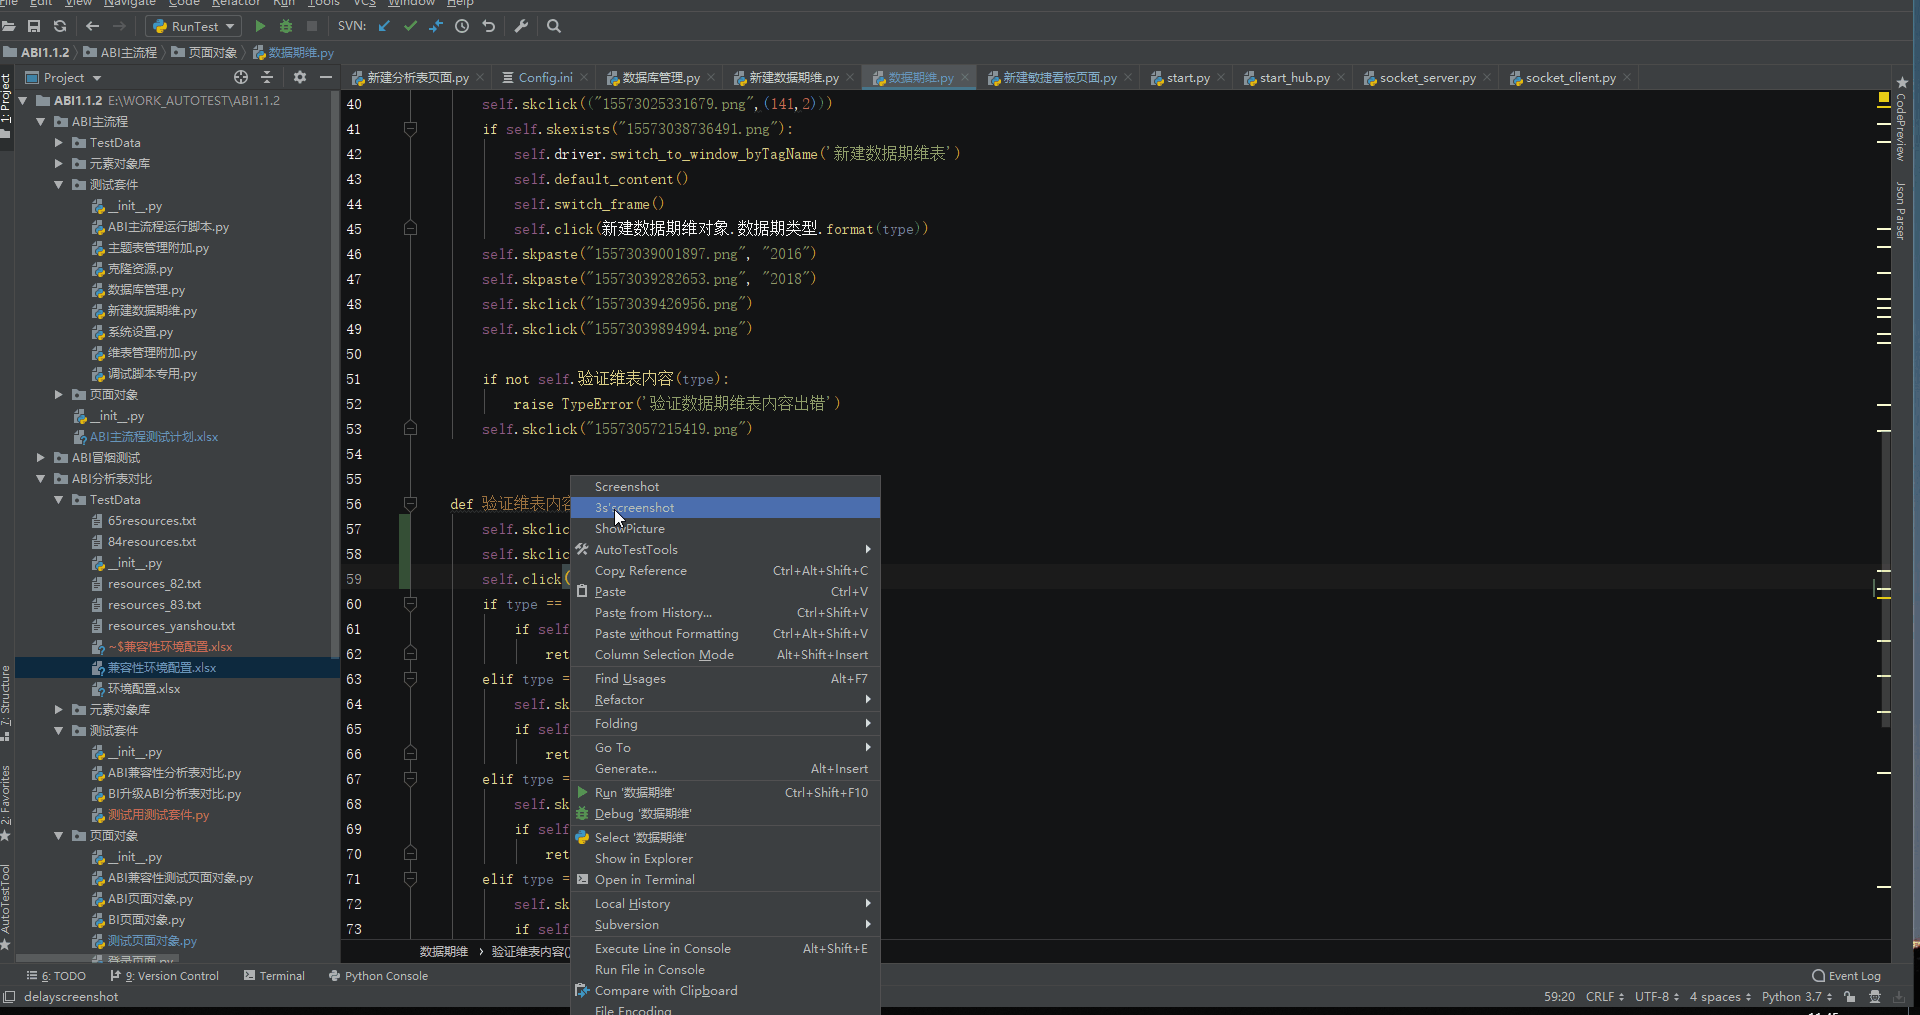 File Edit View Navigate Code Refactor Run Tools VCS Window Help
RunTest SVN:
ABI1.1.2 ABI主流程 页面对象 数据期维.py
Project
新建分析表页面.py Config.ini 数据库管理.py 新建数据期维.py 数据期维.py 新建敏捷看板页面.py start.py start_hub.py socket_server.py socket_client.py
1: Project
7: Structure
2: Favorites
AutoTestTool
ABI1.1.2 E:\WORK_AUTOTEST\ABI1.1.2
ABI主流程
TestData
元素对象库
测试套件
__init__.py
ABI主流程运行脚本.py
主题表管理附加.py
克隆资源.py
数据库管理.py
新建数据期维.py
系统设置.py
维表管理附加.py
调试脚本专用.py
页面对象
__init__.py
ABI主流程测试计划.xlsx
ABI冒烟测试
ABI分析表对比
TestData
65resources.txt
84resources.txt
__init__.py
resources_82.txt
resources_83.txt
resources_yanshou.txt
~$兼容性环境配置.xlsx
兼容性环境配置.xlsx
环境配置.xlsx
元素对象库
测试套件
__init__.py
ABI兼容性分析表对比.py
BI升级ABI分析表对比.py
测试用测试套件.py
页面对象
__init__.py
ABI兼容性测试页面对象.py
ABI页面对象.py
BI页面对象.py
测试页面对象.py
登录页面.py
40 self.skclick(("15573025331679.png",(141,2)))
41 if self.skexists("15573038736491.png"):
42 self.driver.switch_to_window_byTagName('新建数据期维表')
43 self.default_content()
44 self.switch_frame()
45 self.click(新建数据期维对象.数据期类型.format(type))
46 self.skpaste("15573039001897.png", "2016")
47 self.skpaste("15573039282653.png", "2018")
48 self.skclick("15573039426956.png")
49 self.skclick("15573039894994.png")
50
51 if not self.验证维表内容(type):
52 raise TypeError('验证数据期维表内容出错')
53 self.skclick("15573057215419.png")
54
55
56 def 验证维表内容
57 self.skclic
58 self.skclic
59 self.click(
60 if type ==
61 if self
62 ret
63 elif type =
64 self.sk
65 if self
66 ret
67 elif type =
68 self.sk
69 if self
70 ret
71 elif type =
72 self.sk
73 if self
Screenshot
3s'screenshot
ShowPicture
AutoTestTools
Copy Reference Ctrl+Alt+Shift+C
Paste Ctrl+V
Paste from History... Ctrl+Shift+V
Paste without Formatting Ctrl+Alt+Shift+V
Column Selection Mode Alt+Shift+Insert
Find Usages Alt+F7
Refactor
Folding
Go To
Generate... Alt+Insert
Run '数据期维' Ctrl+Shift+F10
Debug '数据期维'
Select '数据期维'
Show in Explorer
Open in Terminal
Local History
Subversion
Execute Line in Console Alt+Shift+E
Run File in Console
Compare with Clipboard
File Encoding
CodePreview
Json Parser
数据期维 › 验证维表内容()
6: TODO 9: Version Control Terminal Python Console Event Log
delayscreenshot 59:20 CRLF UTF-8 4 spaces Python 3.7